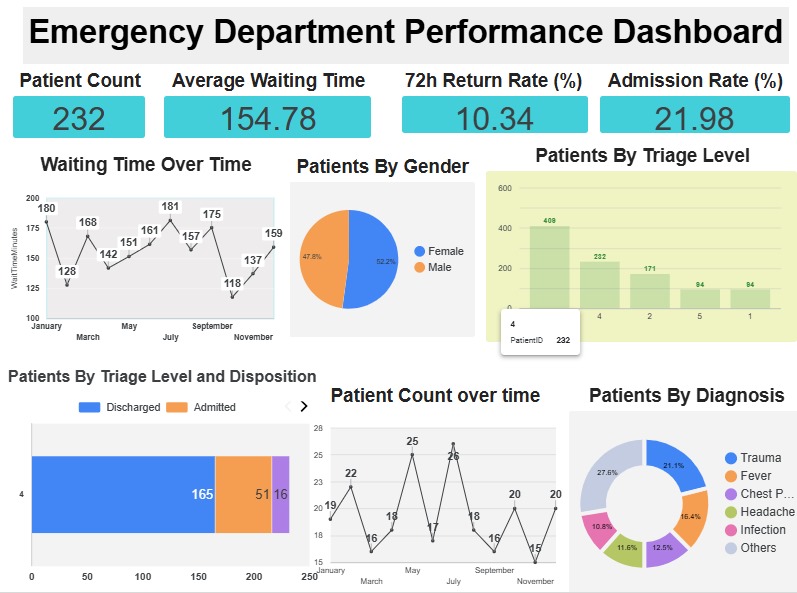 Emergency Department Performance Dashboard
Patient Count
Average Waiting Time
72h Return Rate (%)
Admission Rate (%)
232
154.78
10.34
21.98
Waiting Time Over Time
WaitTimeMinutes
200
175
150
125
100
180
128
168
142
151
161
181
157
175
118
137
159
January
March
May
July
September
November
Patients By Gender
47.8%
52.2%
Female
Male
Patients By Triage Level
600
400
200
0
409
232
171
94
94
4
2
5
1
4
PatientID 232
Patients By Triage Level and Disposition
Discharged
Admitted
4
165
51
16
0
50
100
150
200
250
Patient Count over time
28
25
23
20
18
15
19
22
16
18
25
17
26
18
16
20
15
20
January
March
May
July
September
November
Patients By Diagnosis
21.1%
16.4%
12.5%
11.6%
10.8%
27.6%
Trauma
Fever
Chest P...
Headache
Infection
Others